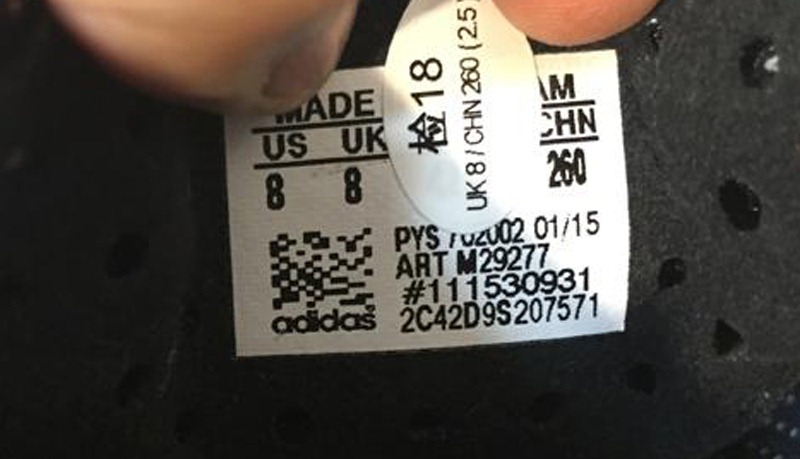 MADE
US UK CHN
8 8 260
检18
UK 8 / CHN 260 ( 2.5 )
PYS 702002 01/15
ART M29277
#111530931
2C42D9S207571
adidas